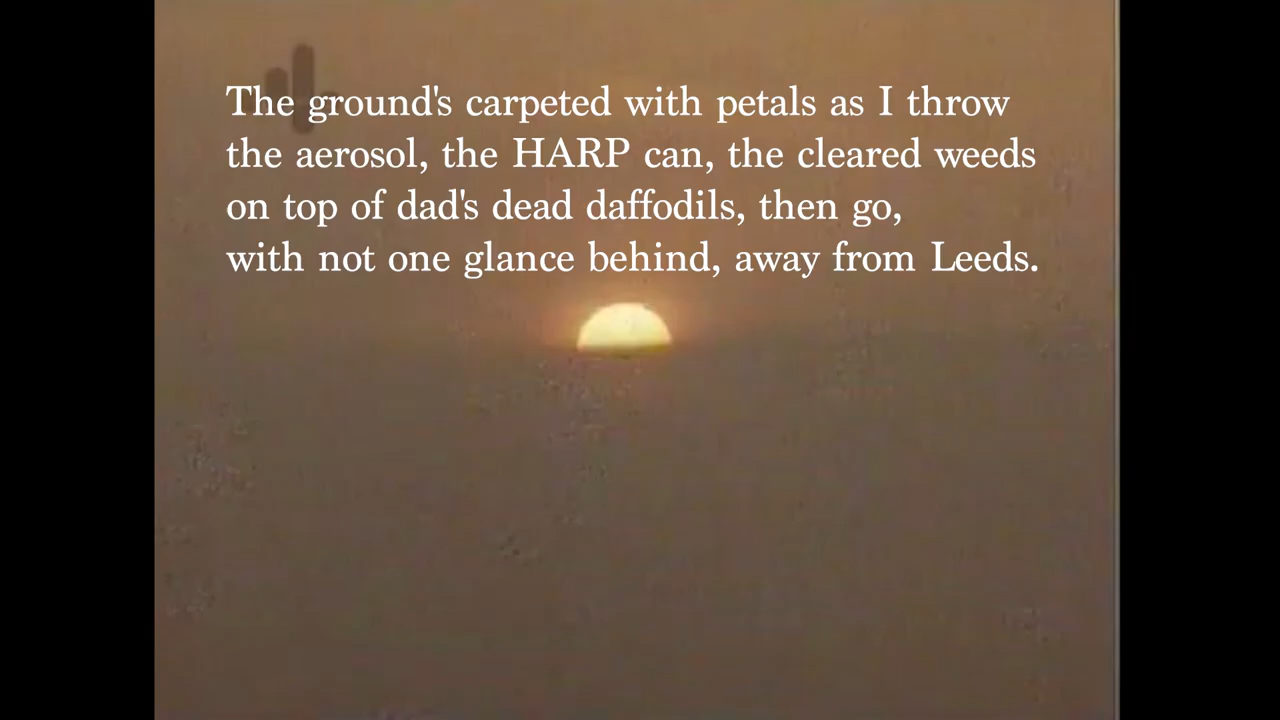 The ground's carpeted with petals as I throw
the aerosol, the HARP can, the cleared weeds
on top of dad's dead daffodils, then go,
with not one glance behind, away from Leeds.